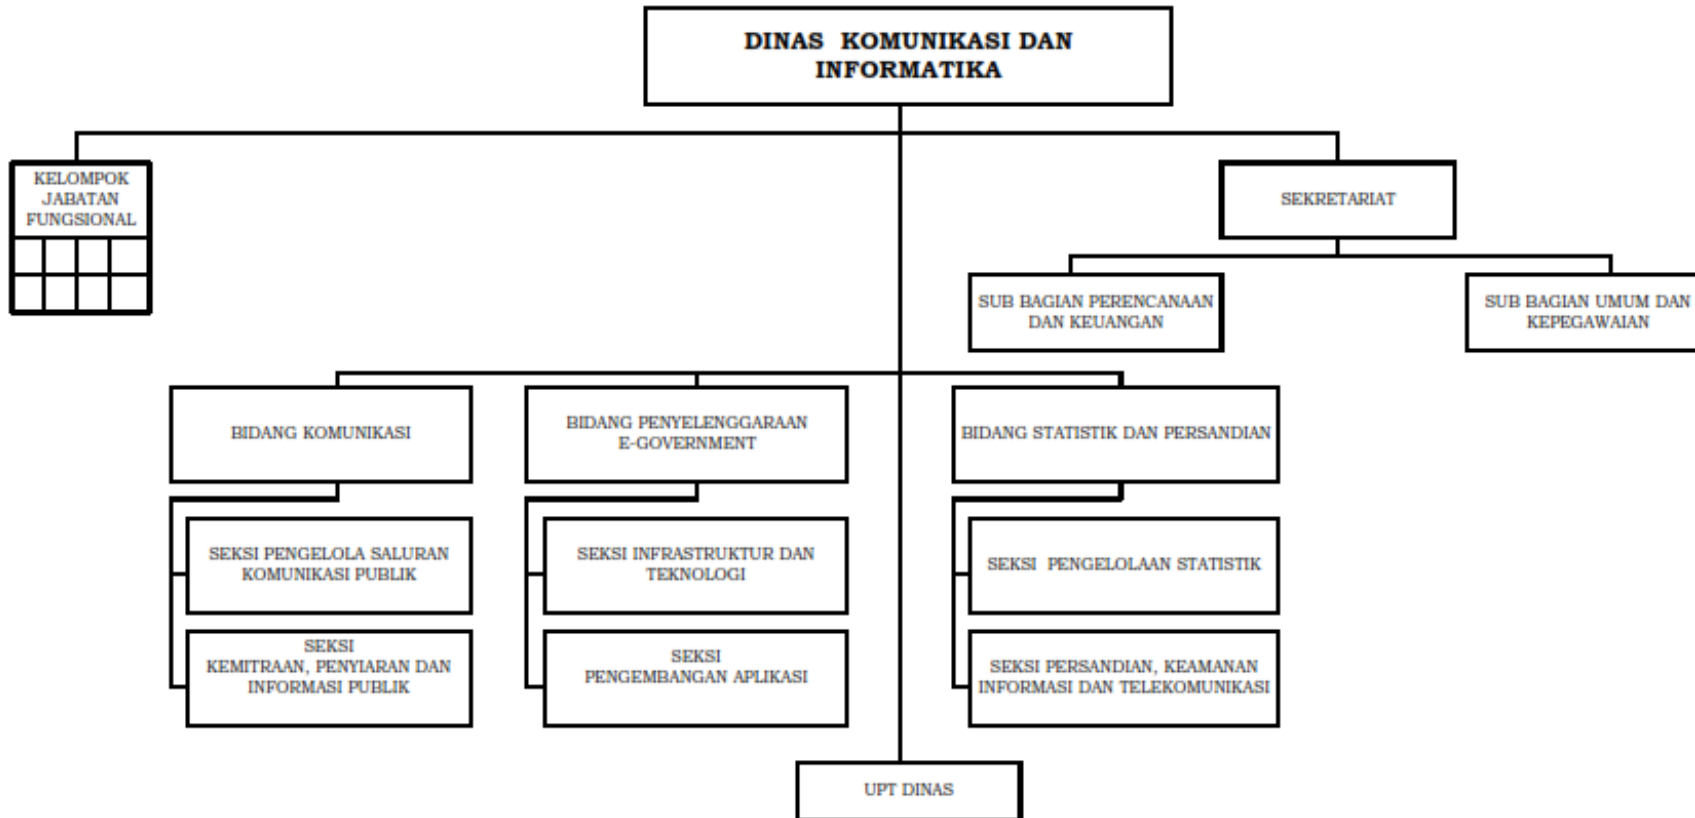 DINAS KOMUNIKASI DAN
INFORMATIKA
KELOMPOK
JABATAN
FUNGSIONAL
SEKRETARIAT
SUB BAGIAN PERENCANAAN
DAN KEUANGAN
SUB BAGIAN UMUM DAN
KEPEGAWAIAN
BIDANG KOMUNIKASI
BIDANG PENYELENGGARAAN
E-GOVERNMENT
BIDANG STATISTIK DAN PERSANDIAN
SEKSI PENGELOLA SALURAN
KOMUNIKASI PUBLIK
SEKSI INFRASTRUKTUR DAN
TEKNOLOGI
SEKSI PENGELOLAAN STATISTIK
SEKSI
KEMITRAAN, PENYIARAN DAN
INFORMASI PUBLIK
SEKSI
PENGEMBANGAN APLIKASI
SEKSI PERSANDIAN, KEAMANAN
INFORMASI DAN TELEKOMUNIKASI
UPT DINAS